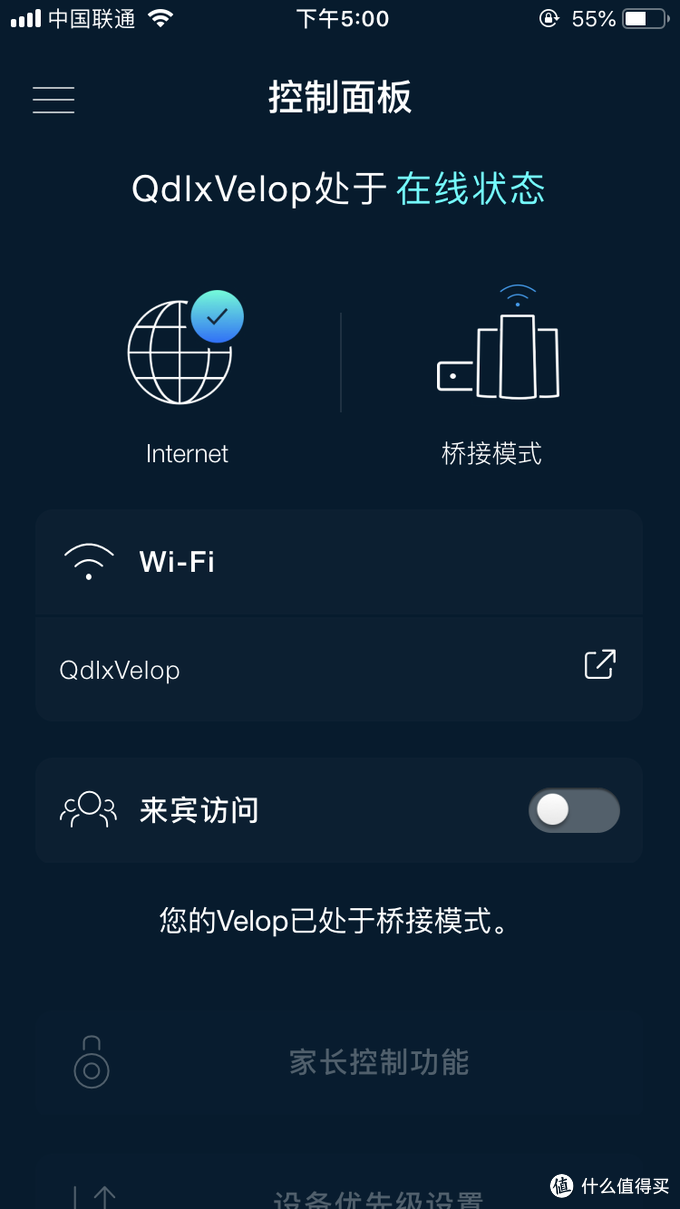 中国联通 下午5:00 55%
控制面板
QdlxVelop处于 在线状态
Internet 桥接模式
Wi-Fi
QdlxVelop
来宾访问
您的Velop已处于桥接模式。
家长控制功能
设备优先级设置
值 什么值得买